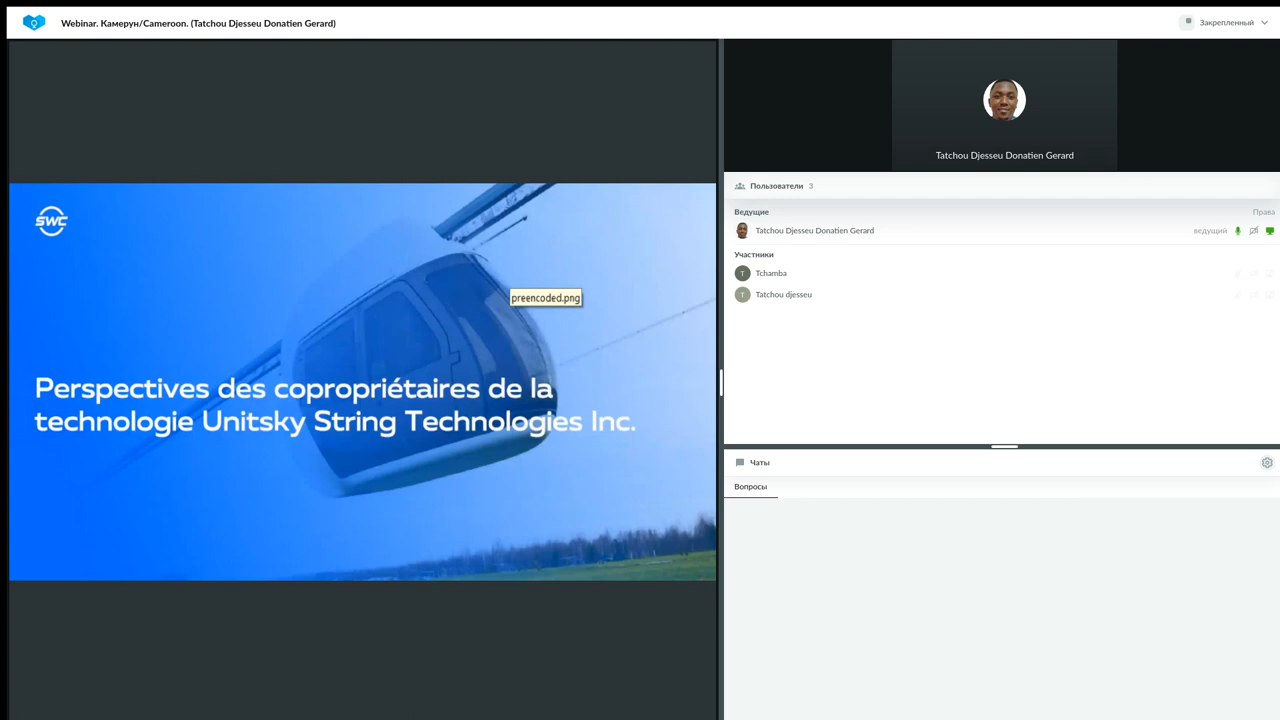 Webinar. Камерун/Cameroon. (Tatchou Djesseu Donatien Gerard)
Закрепленный
SWC
preencoded.png
Perspectives des copropriétaires de la
technologie Unitsky String Technologies Inc.
Tatchou Djesseu Donatien Gerard
Пользователи 3
Ведущие Права
Tatchou Djesseu Donatien Gerard ведущий
Участники
T Tchamba
T Tatchou djesseu
Чаты
Вопросы